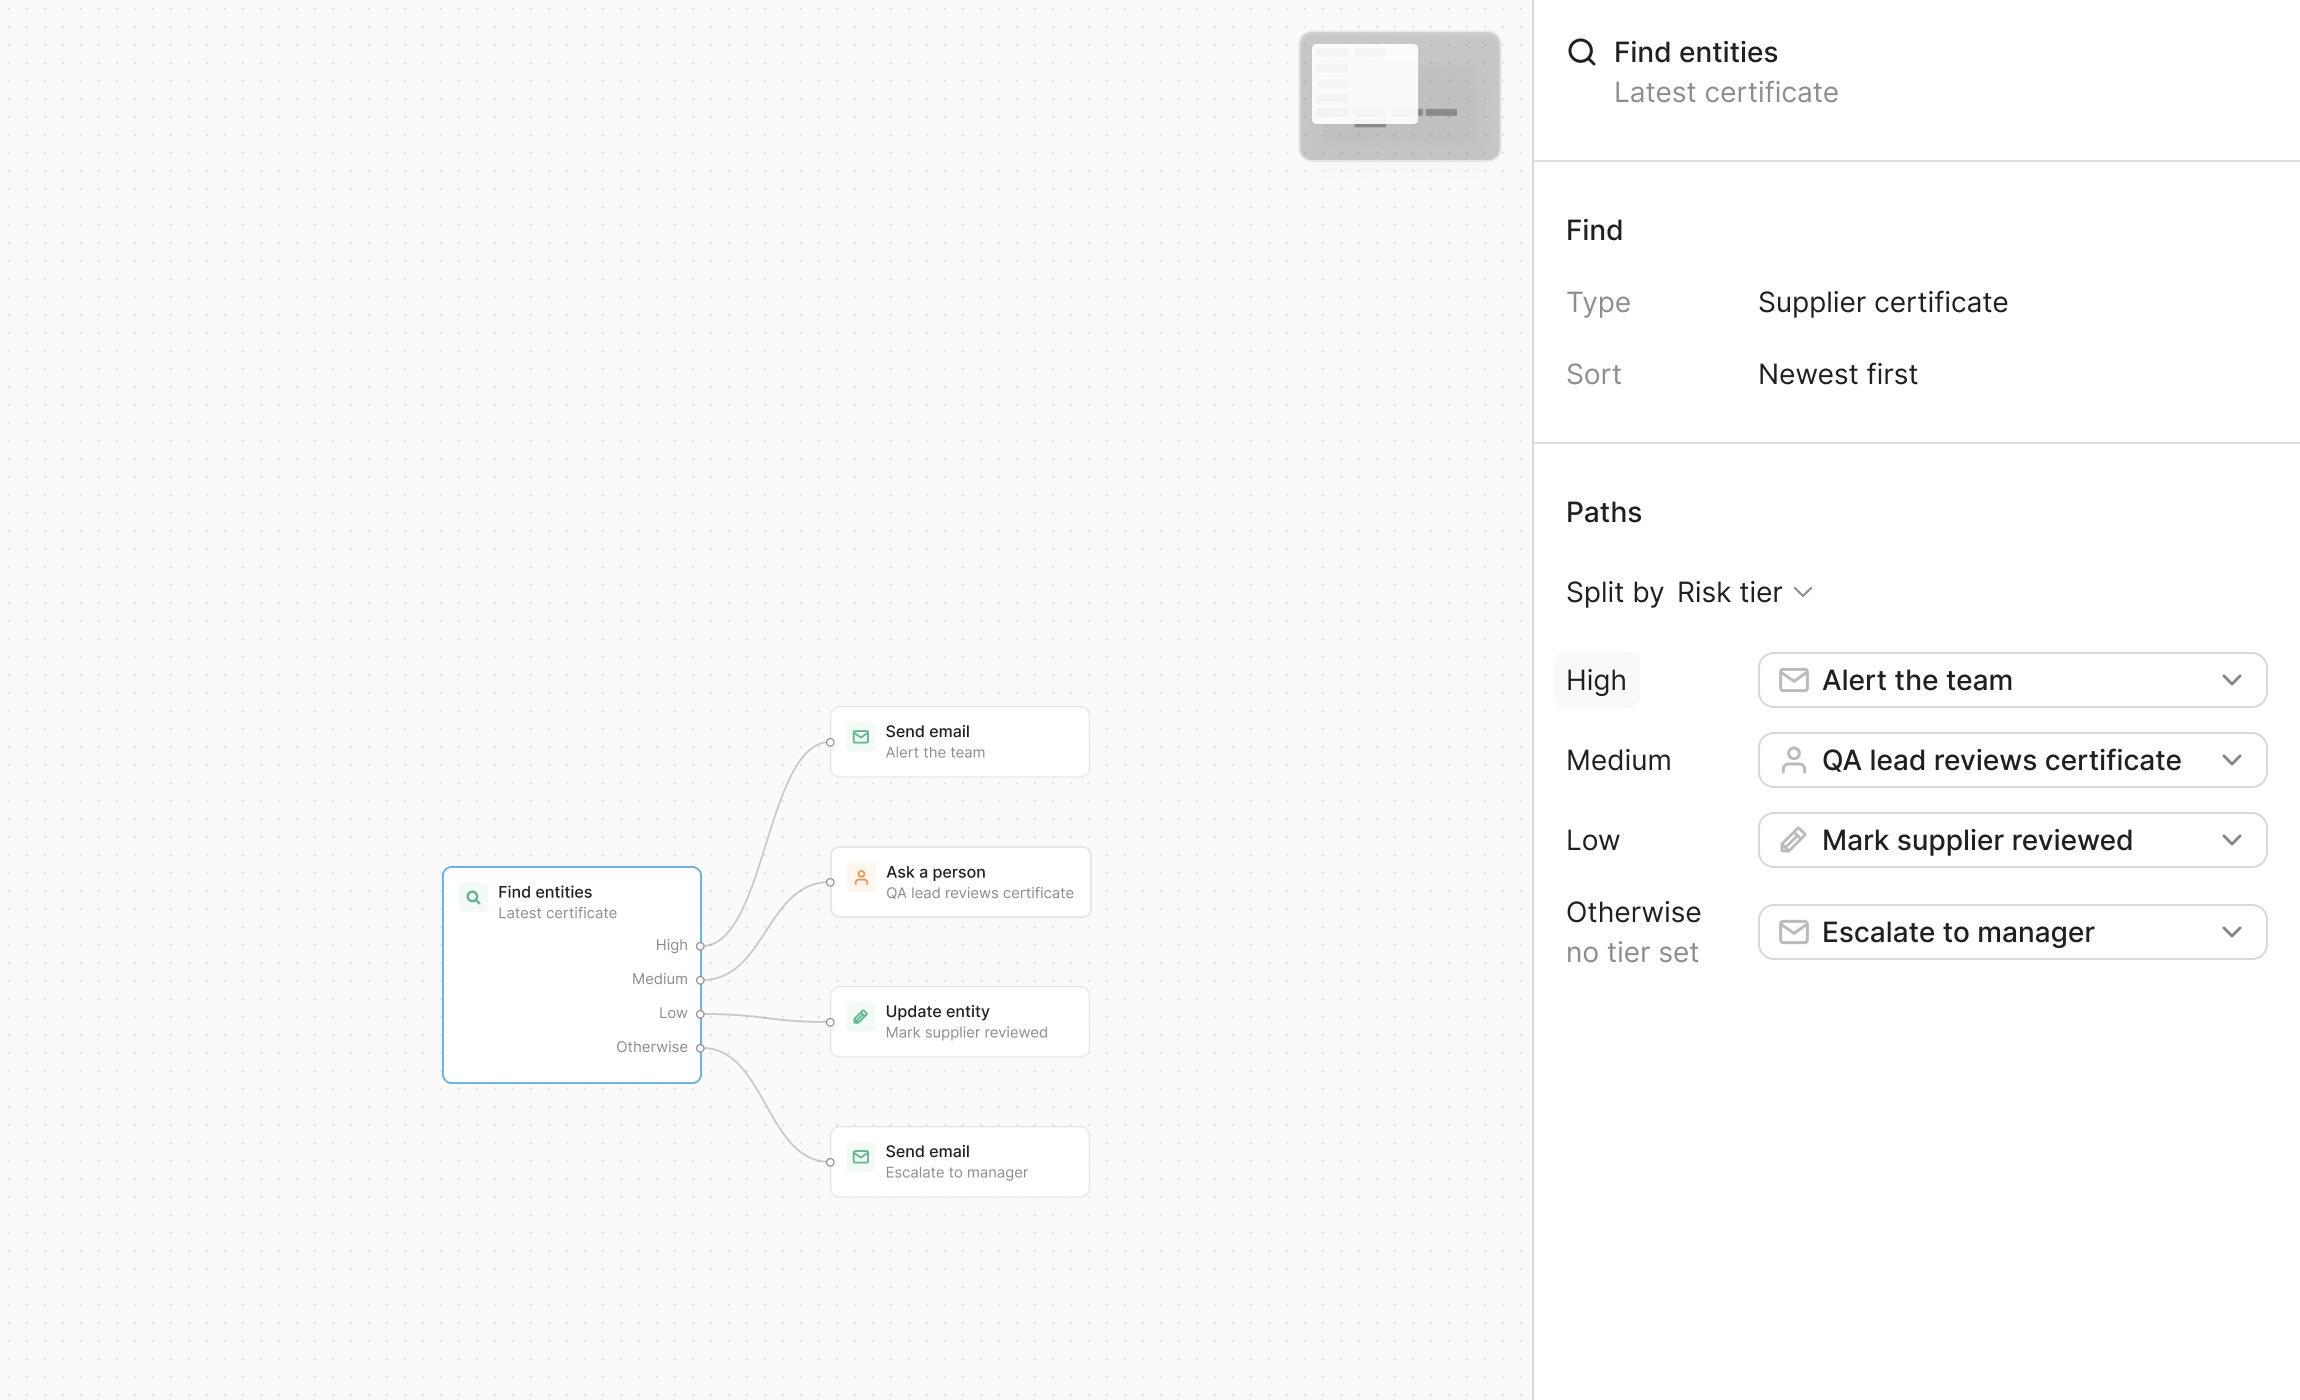 Find entities
Latest certificate
High
Medium
Low
Otherwise
Send email
Alert the team
Ask a person
QA lead reviews certificate
Update entity
Mark supplier reviewed
Send email
Escalate to manager
Find entities
Latest certificate
Find
Type Supplier certificate
Sort Newest first
Paths
Split by Risk tier
High Alert the team
Medium QA lead reviews certificate
Low Mark supplier reviewed
Otherwise
no tier set
Escalate to manager